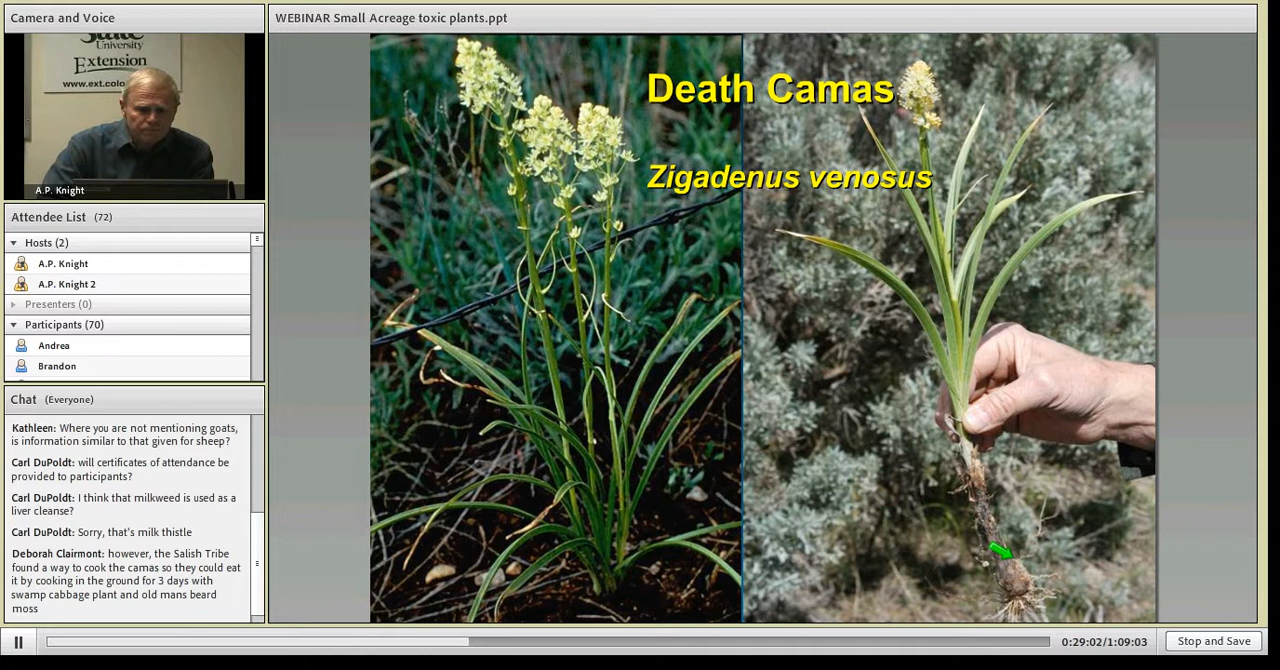 Camera and Voice
State
University
Extension
www.ext.colo
A.P. Knight
Attendee List (72)
Hosts (2)
A.P. Knight
A.P. Knight 2
Presenters (0)
Participants (70)
Andrea
Brandon
Chat (Everyone)
Kathleen: Where you are not mentioning goats,
is information similar to that given for sheep?
Carl DuPoldt: will certificates of attendance be
provided to participants?
Carl DuPoldt: I think that milkweed is used as a
liver cleanse?
Carl DuPoldt: Sorry, that's milk thistle
Deborah Clairmont: however, the Salish Tribe
found a way to cook the camas so they could eat
it by cooking in the ground for 3 days with
swamp cabbage plant and old mans beard
moss
WEBINAR Small Acreage toxic plants.ppt
Death Camas
Zigadenus venosus
0:29:02/1:09:03
Stop and Save